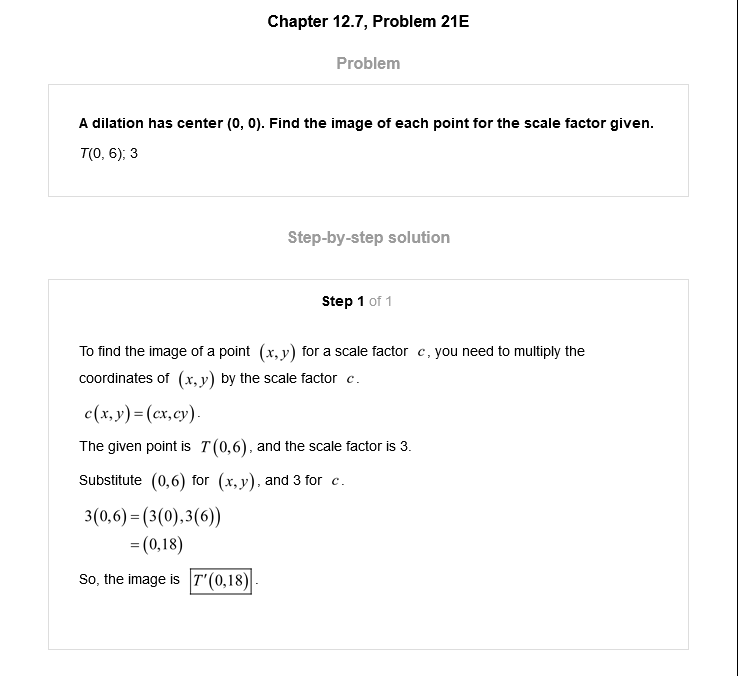 Chapter 12.7, Problem 21E
Problem
A dilation has center (0, 0). Find the image of each point for the scale factor given.
T(0, 6); 3
Step-by-step solution
Step 1 of 1
To find the image of a point (x, y) for a scale factor c, you need to multiply the
coordinates of (x, y) by the scale factor c.
c(x, y) = (cx, cy).
The given point is T(0,6), and the scale factor is 3.
Substitute (0,6) for (x, y), and 3 for c.
3(0,6) = (3(0),3(6))
= (0,18)
So, the image is T′(0,18).